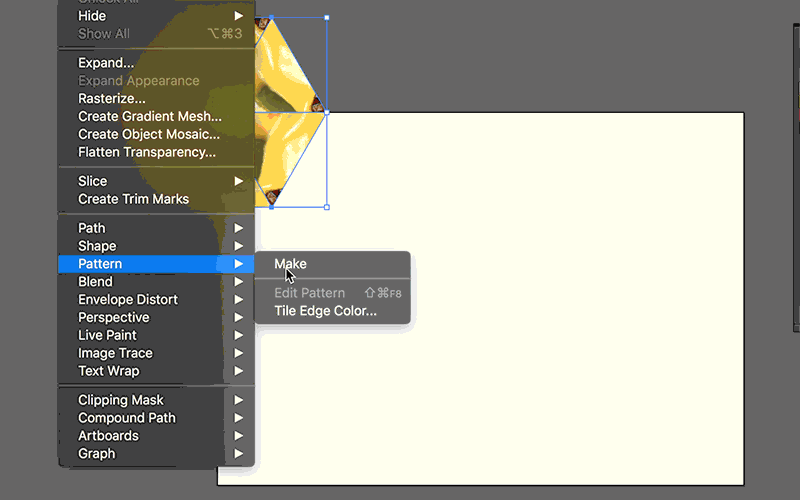 Unlock All
Hide
Show All ⌥⌘3
Expand...
Expand Appearance
Rasterize...
Create Gradient Mesh...
Create Object Mosaic...
Flatten Transparency...
Slice
Create Trim Marks
Path
Shape
Pattern
Make
Blend
Edit Pattern ⇧⌘F8
Envelope Distort
Tile Edge Color...
Perspective
Live Paint
Image Trace
Text Wrap
Clipping Mask
Compound Path
Artboards
Graph